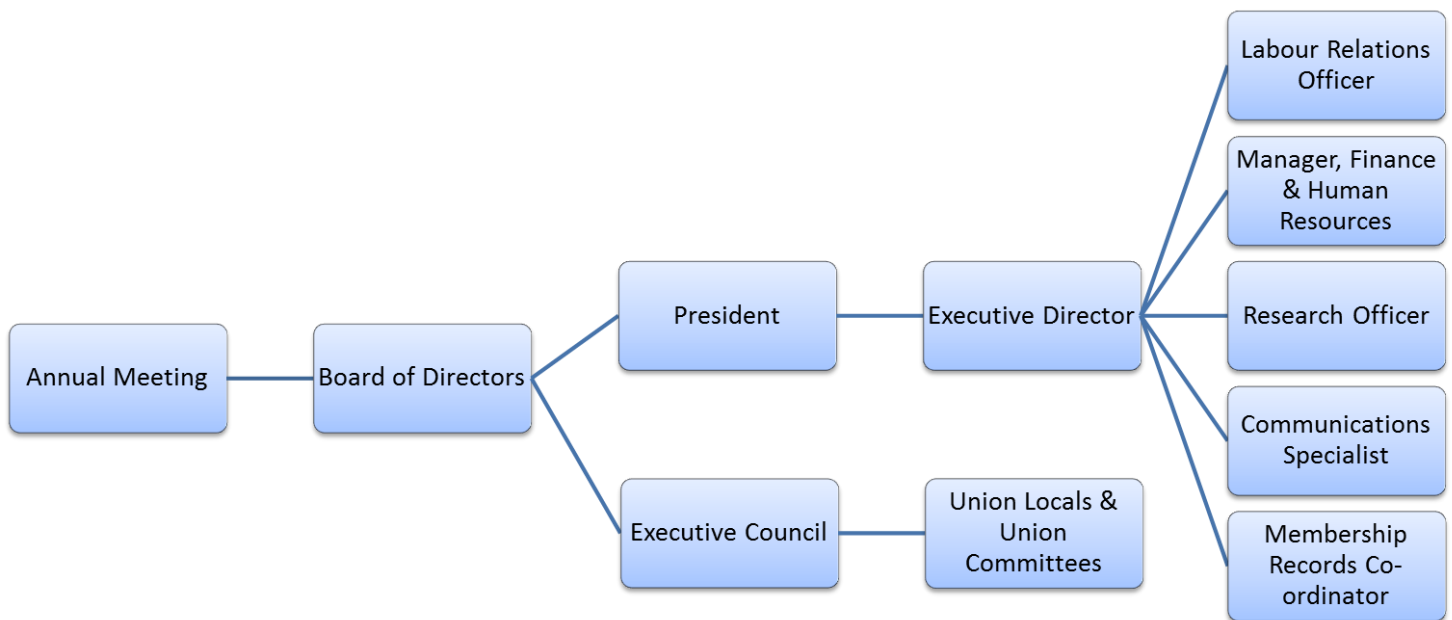 Annual Meeting
Board of Directors
President
Executive Council
Executive Director
Union Locals &
Union
Committees
Labour Relations
Officer
Manager, Finance
& Human
Resources
Research Officer
Communications
Specialist
Membership
Records Co-
ordinator